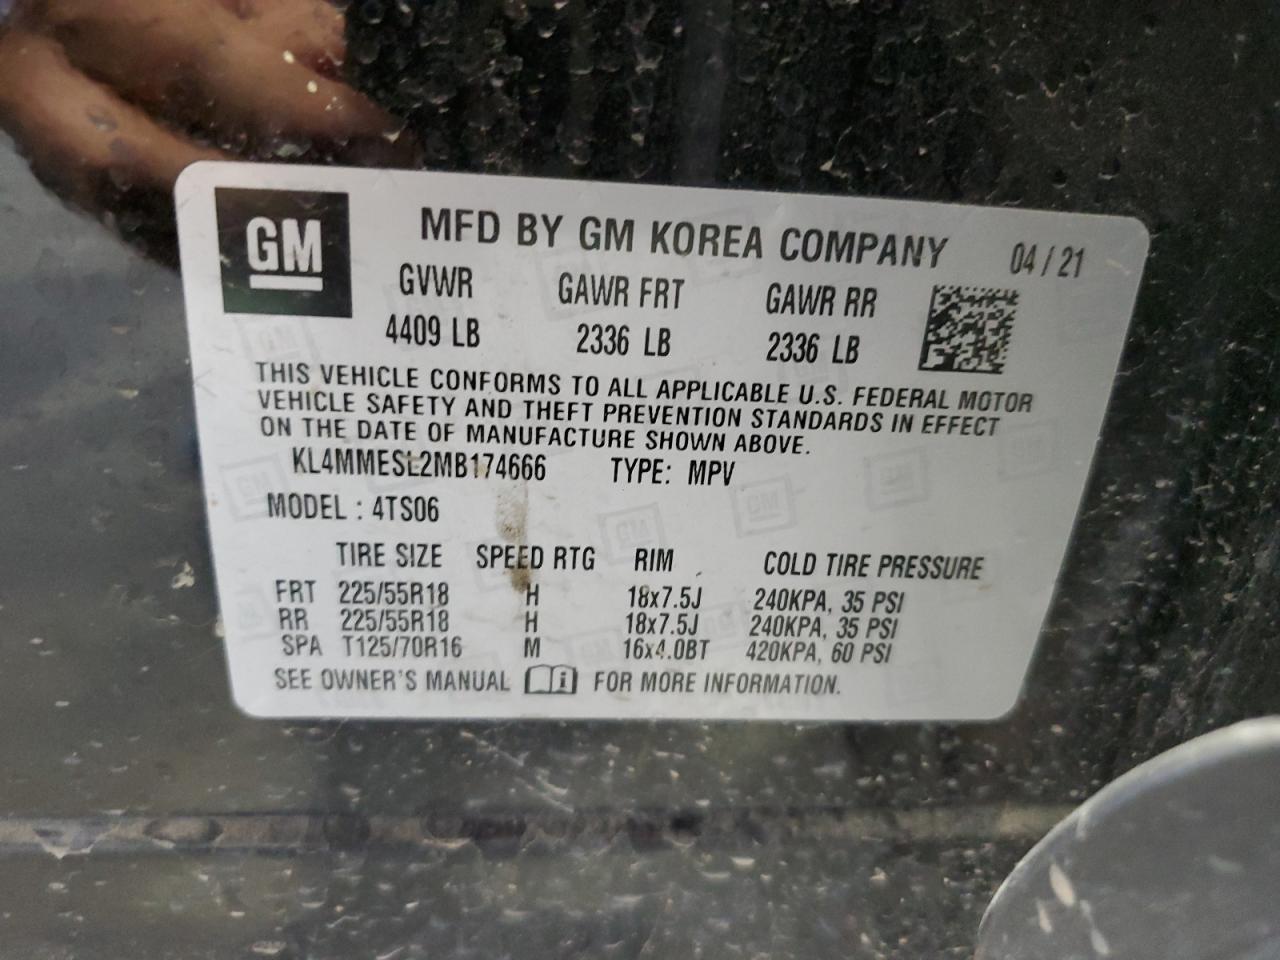 GM
MFD BY GM KOREA COMPANY 04 / 21
GVWR GAWR FRT GAWR RR
4409 LB 2336 LB 2336 LB
THIS VEHICLE CONFORMS TO ALL APPLICABLE U.S. FEDERAL MOTOR
VEHICLE SAFETY AND THEFT PREVENTION STANDARDS IN EFFECT
ON THE DATE OF MANUFACTURE SHOWN ABOVE.
KL4MMESL2MB174666 TYPE: MPV
MODEL : 4TS06
TIRE SIZE SPEED RTG RIM COLD TIRE PRESSURE
FRT 225/55R18 H 18x7.5J 240KPA, 35 PSI
RR 225/55R18 H 18x7.5J 240KPA, 35 PSI
SPA T125/70R16 M 16x4.0BT 420KPA, 60 PSI
SEE OWNER'S MANUAL i FOR MORE INFORMATION.